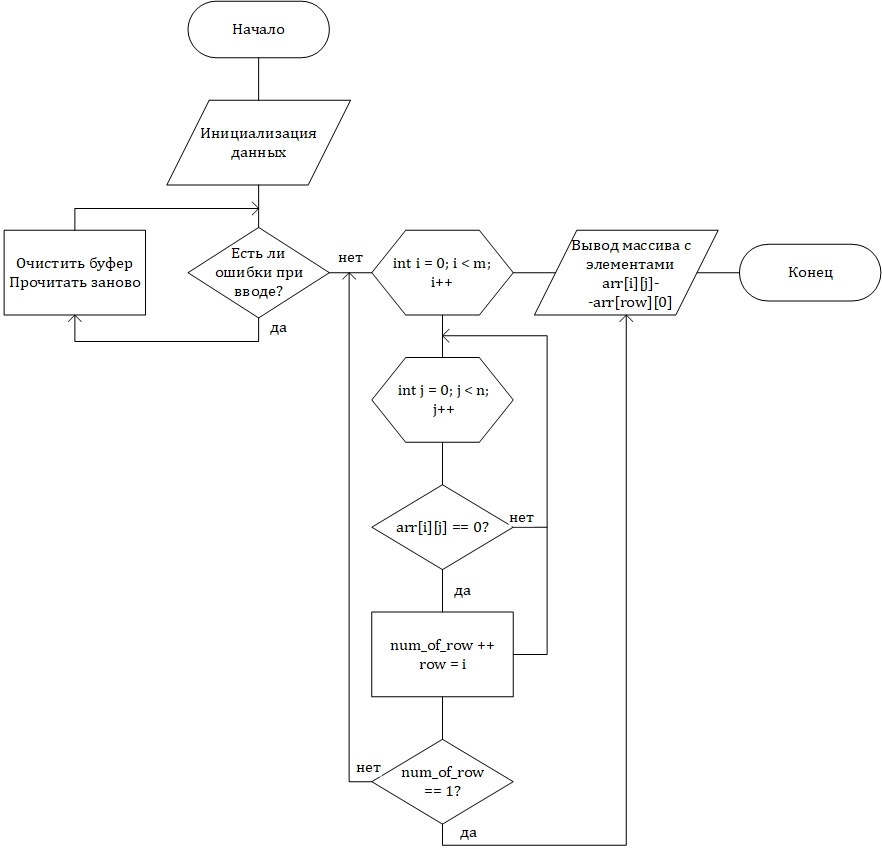 Начало
Инициализация
данных
Очистить буфер
Прочитать заново
Есть ли
ошибки при
вводе?
нет
да
int i = 0; i < m;
i++
Вывод массива с
элементами
arr[i][j]-
-arr[row][0]
Конец
int j = 0; j < n;
j++
arr[i][j] == 0?
нет
да
num_of_row ++
row = i
нет
num_of_row
== 1?
да